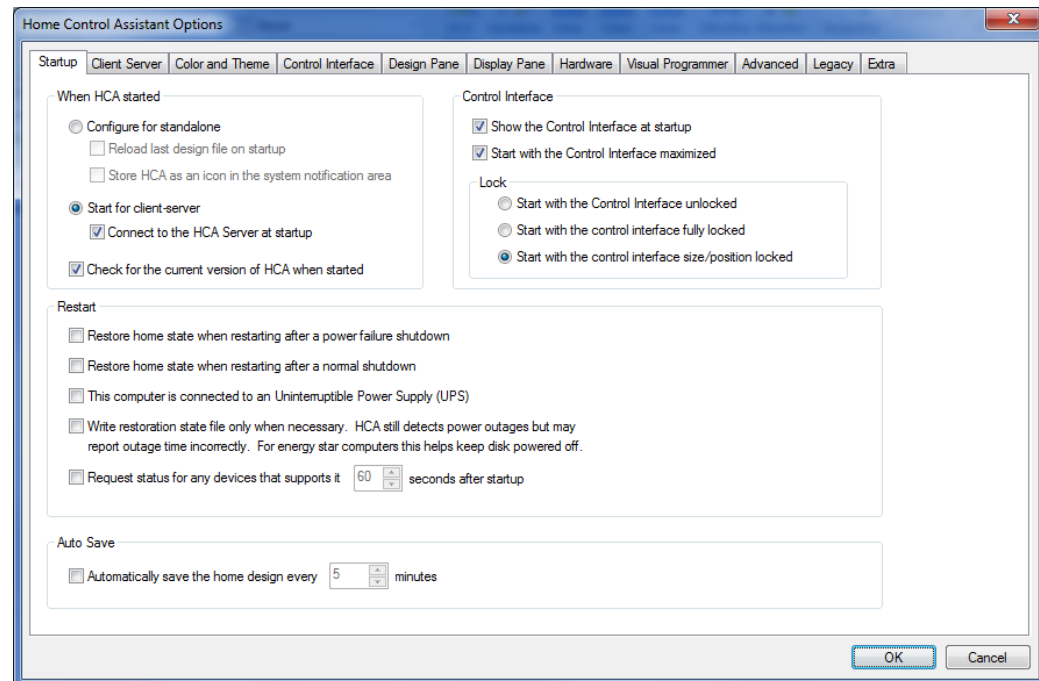 Home Control Assistant Options
Startup Client Server Color and Theme Control Interface Design Pane Display Pane Hardware Visual Programmer Advanced Legacy Extra
When HCA started
Configure for standalone
Reload last design file on startup
Store HCA as an icon in the system notification area
Start for client-server
Connect to the HCA Server at startup
Check for the current version of HCA when started
Control Interface
Show the Control Interface at startup
Start with the Control Interface maximized
Lock
Start with the Control Interface unlocked
Start with the control interface fully locked
Start with the control interface size/position locked
Restart
Restore home state when restarting after a power failure shutdown
Restore home state when restarting after a normal shutdown
This computer is connected to an Uninterruptible Power Supply (UPS)
Write restoration state file only when necessary. HCA still detects power outages but may
report outage time incorrectly. For energy star computers this helps keep disk powered off.
Request status for any devices that supports it 60 seconds after startup
Auto Save
Automatically save the home design every 5 minutes
OK Cancel